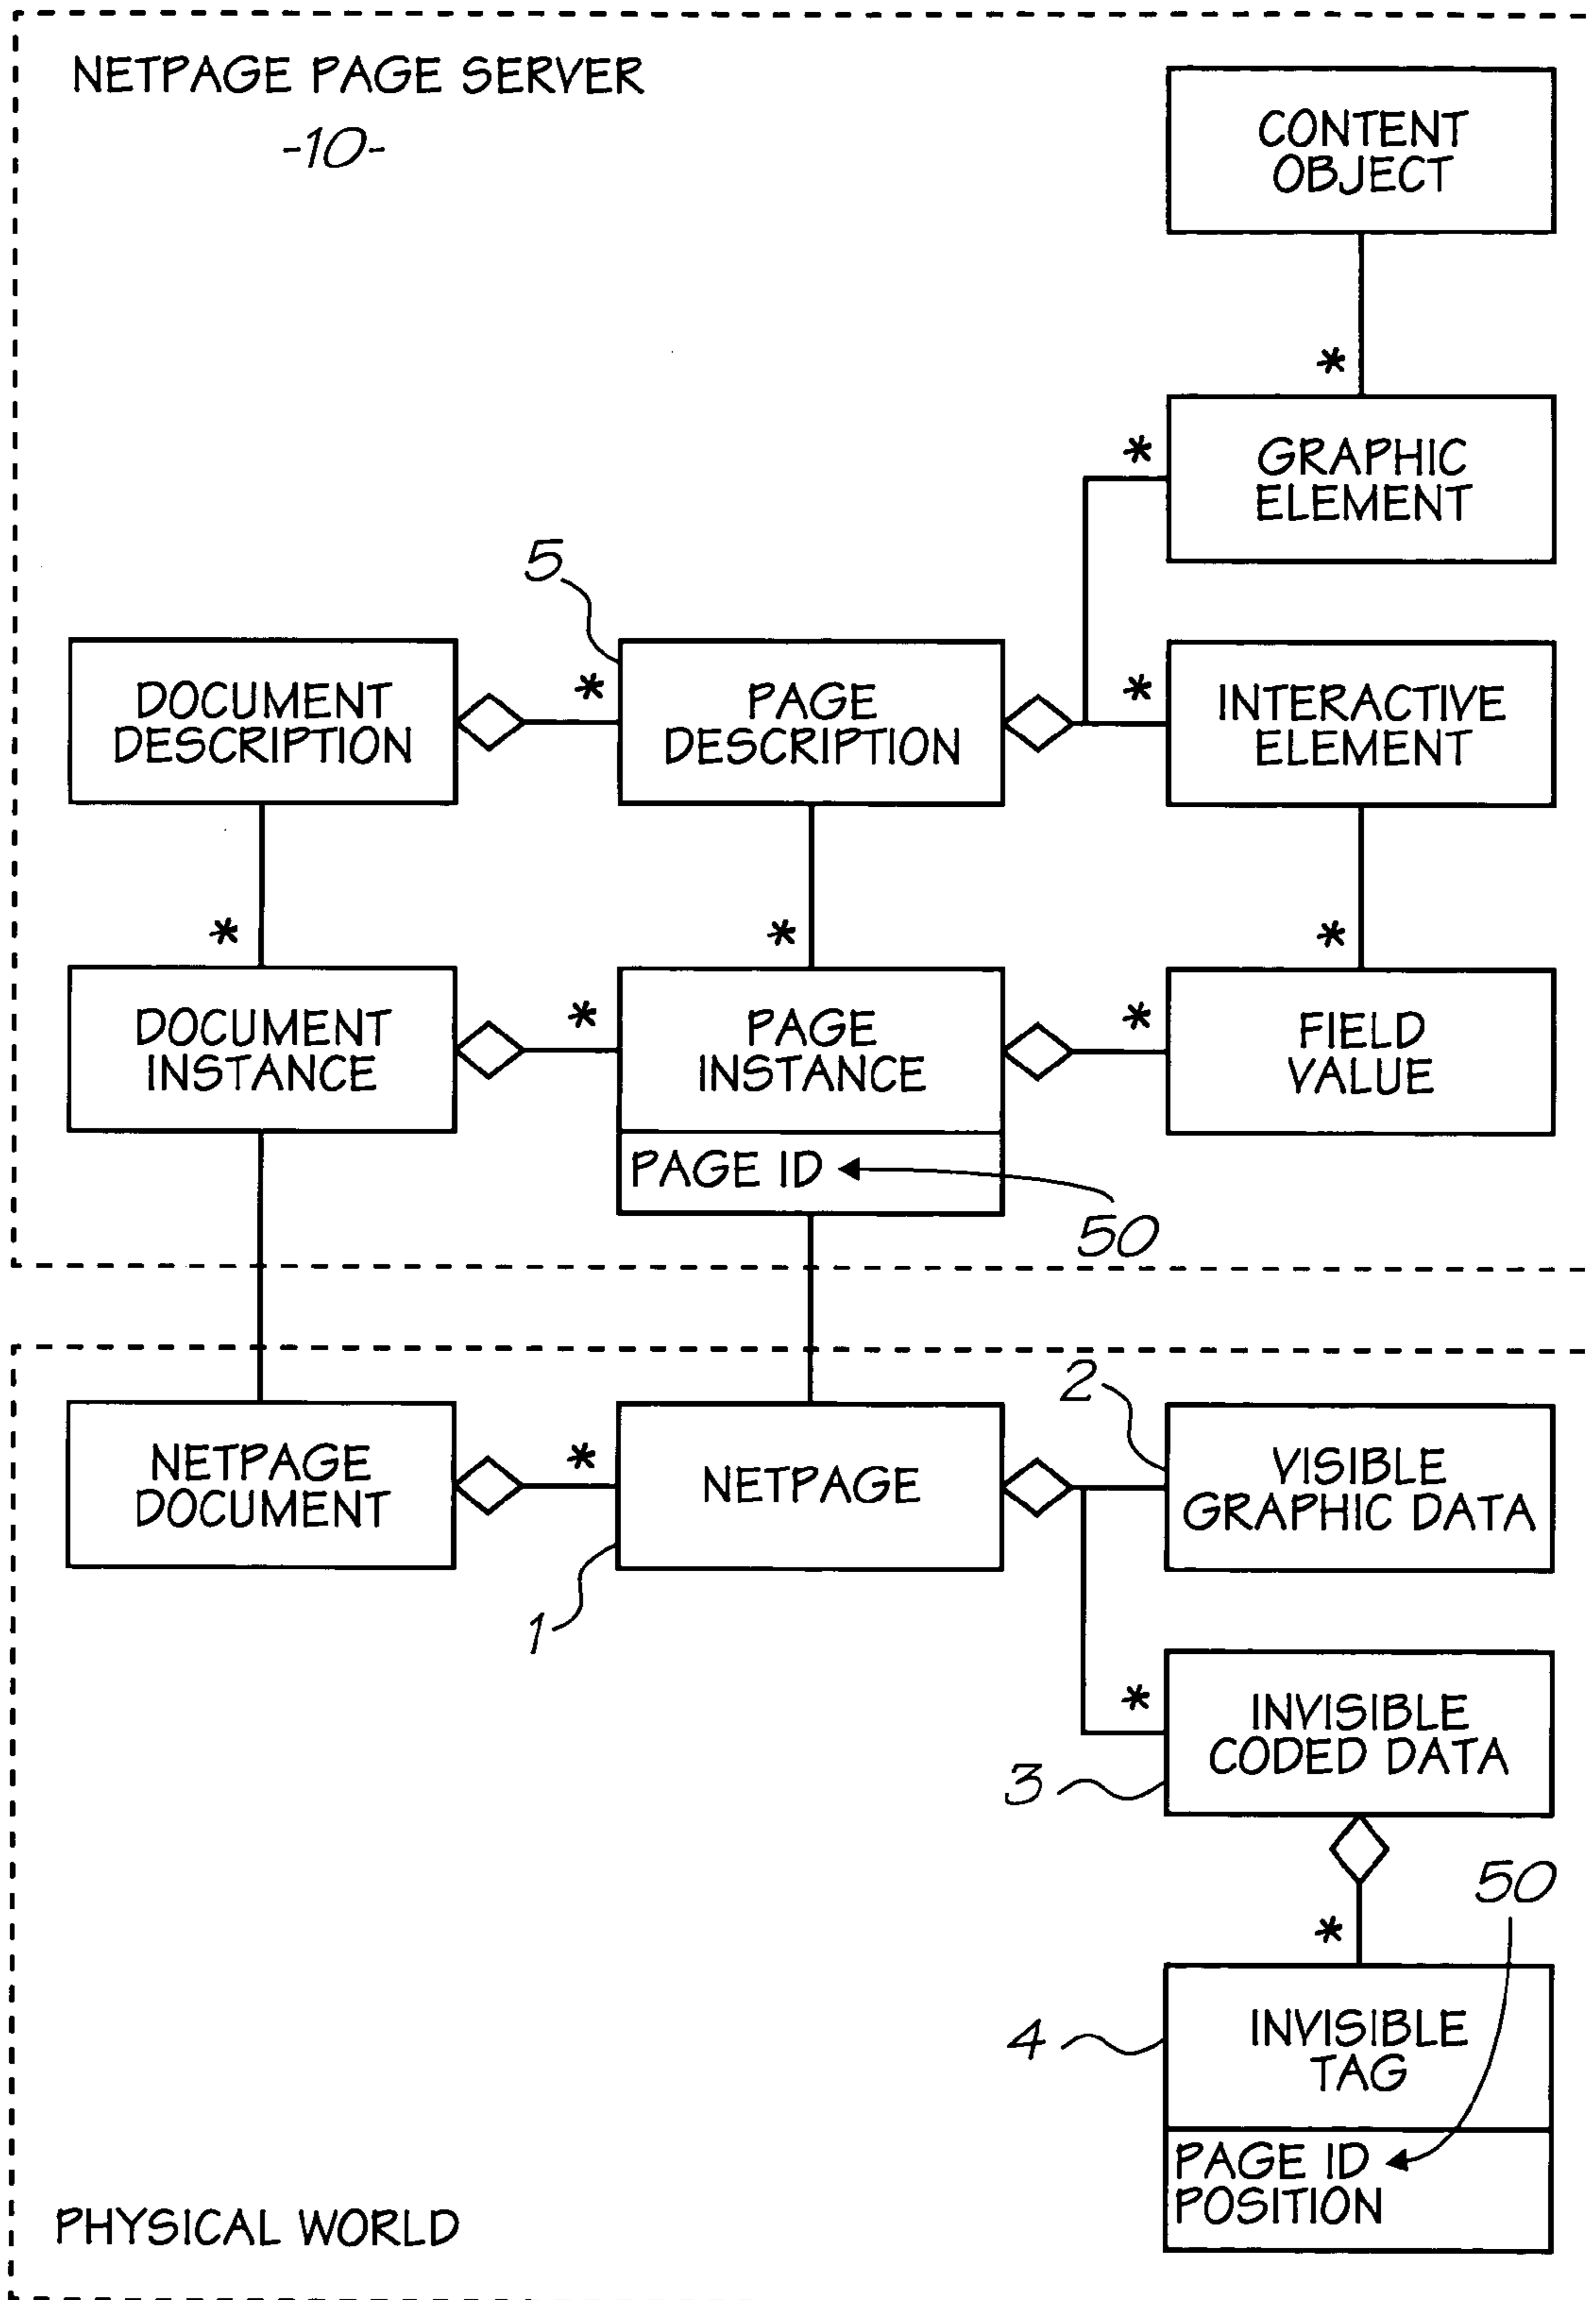 NETPAGE PAGE SERVER
-10-
CONTENT
OBJECT
*
*
GRAPHIC
ELEMENT
5
DOCUMENT
DESCRIPTION
*
PAGE
DESCRIPTION
*
INTERACTIVE
ELEMENT
*
*
*
DOCUMENT
INSTANCE
*
PAGE
INSTANCE
*
FIELD
VALUE
PAGE ID
50
NETPAGE
DOCUMENT
*
NETPAGE
1
2
VISIBLE
GRAPHIC DATA
*
INVISIBLE
CODED DATA
3
*
50
4
INVISIBLE
TAG
PAGE ID
POSITION
PHYSICAL WORLD